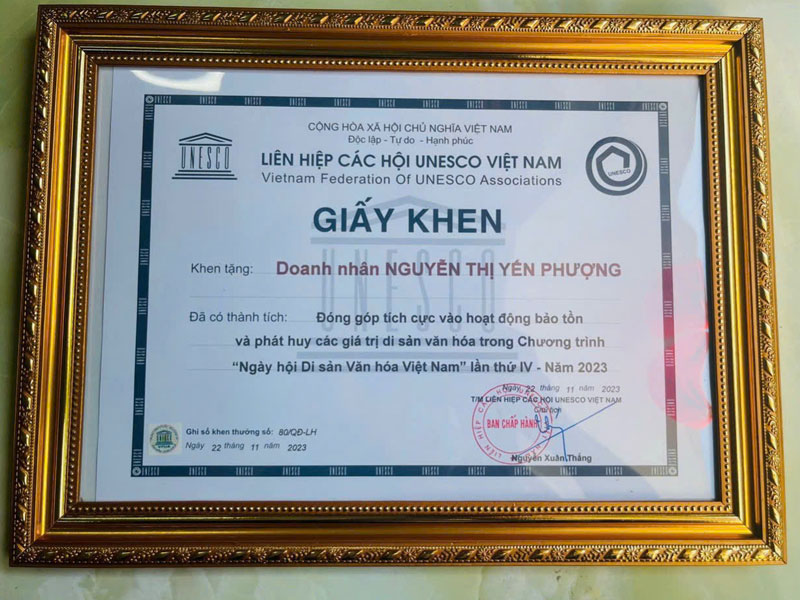 CỘNG HÒA XÃ HỘI CHỦ NGHĨA VIỆT NAM
Độc lập - Tự do - Hạnh phúc
UNESCO
LIÊN HIỆP CÁC HỘI UNESCO VIỆT NAM
Vietnam Federation Of UNESCO Associations
UNESCO
GIẤY KHEN
UNESCO
Khen tặng: Doanh nhân NGUYỄN THỊ YẾN PHƯỢNG
Đã có thành tích: Đóng góp tích cực vào hoạt động bảo tồn
và phát huy các giá trị di sản văn hóa trong Chương trình
“Ngày hội Di sản Văn hóa Việt Nam” lần thứ IV - Năm 2023
Ngày 22 tháng 11 năm 2023
T/M LIÊN HIỆP CÁC HỘI UNESCO VIỆT NAM
Chủ tịch
BAN CHẤP HÀNH
Nguyễn Xuân Thắng
Ghi sổ khen thưởng số: 80/QĐ-LH
Ngày 22 tháng 11 năm 2023